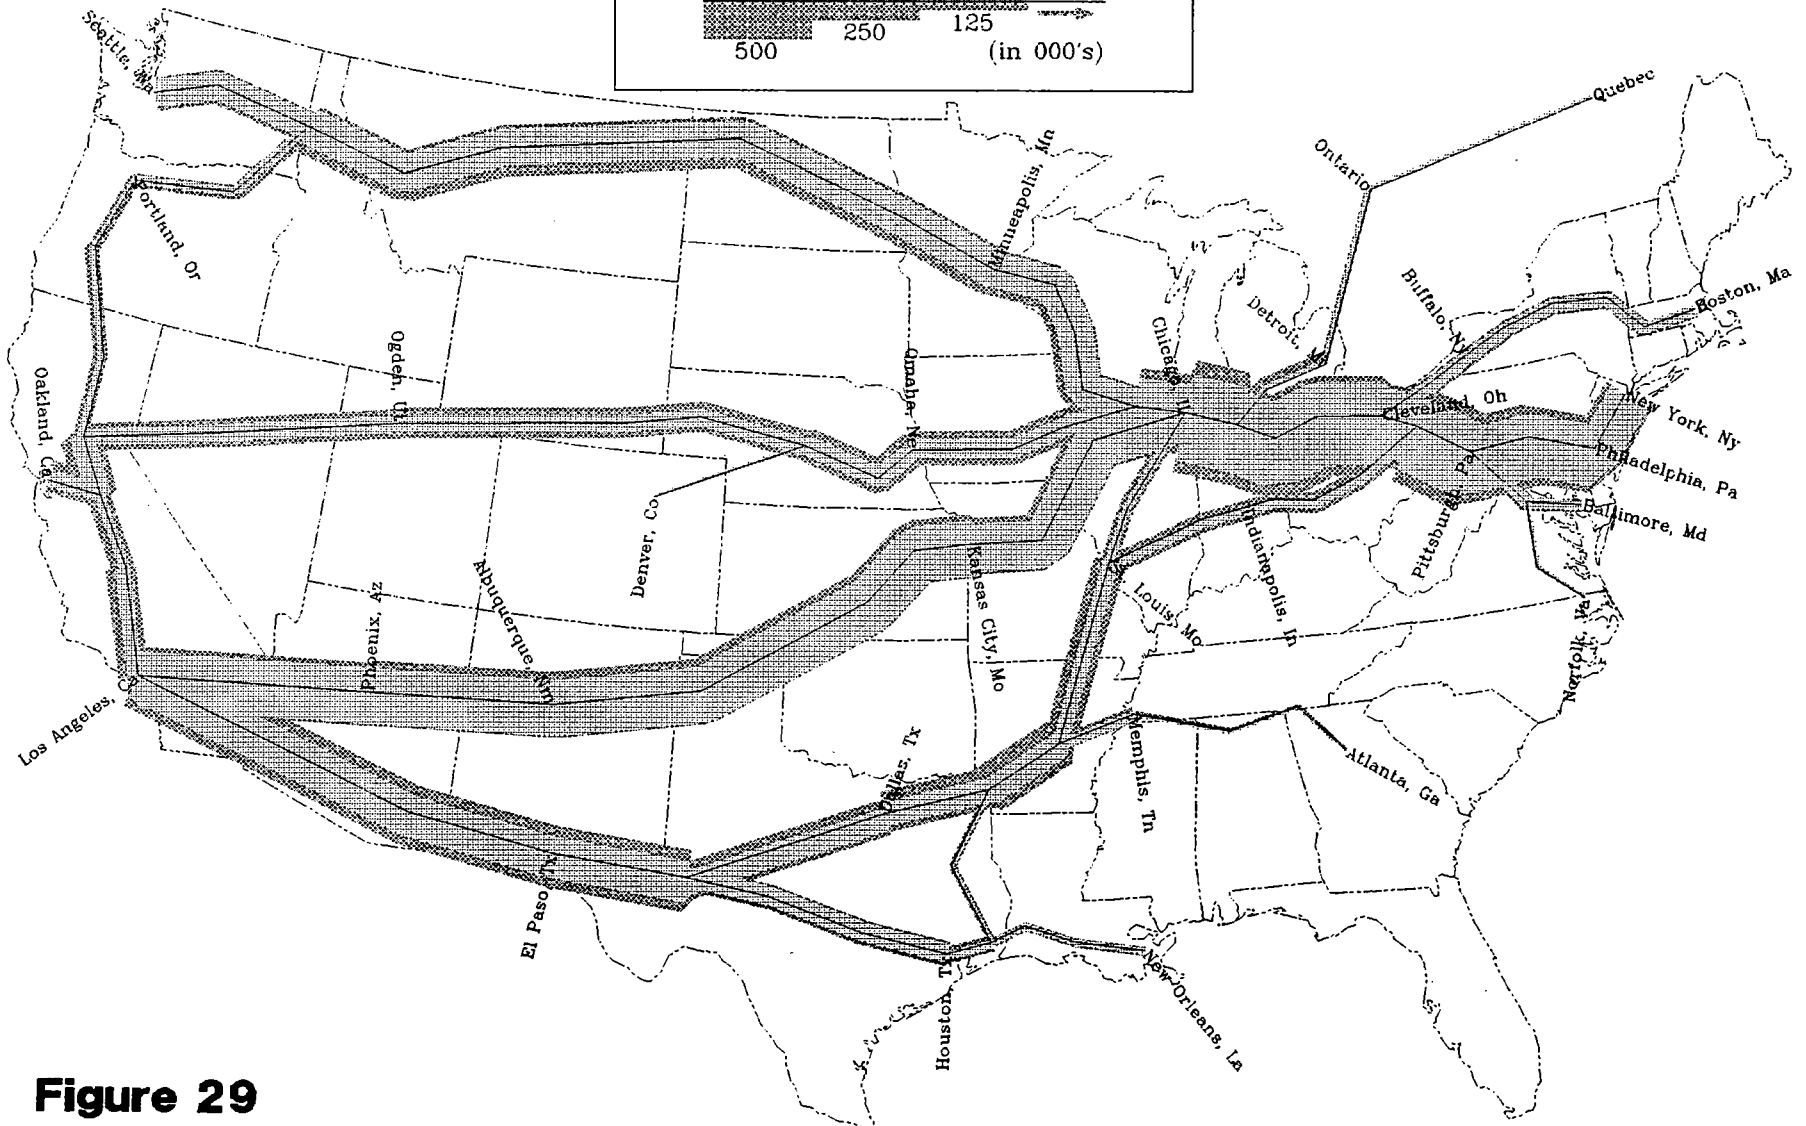 500
250
125
(in 000's)
Seattle, Wa
Quebec
Ontario
Minneapolis, Mn
Portland, Or
Buffalo, Ny
Boston, Ma
Detroit, Mi
Chicago, Il
Ogden, Ut
Omaha, Ne
Oakland, Ca
Cleveland, Oh
New York, Ny
Philadelphia, Pa
Pittsburgh, Pa
Baltimore, Md
Denver, Co
Indianapolis, In
Kansas City, Mo
Albuquerque, Nm
Phoenix, Az
St Louis, Mo
Norfolk, Va
Los Angeles, Ca
Dallas, Tx
Memphis, Tn
Atlanta, Ga
El Paso, Tx
Houston, Tx
New Orleans, La
Figure 29